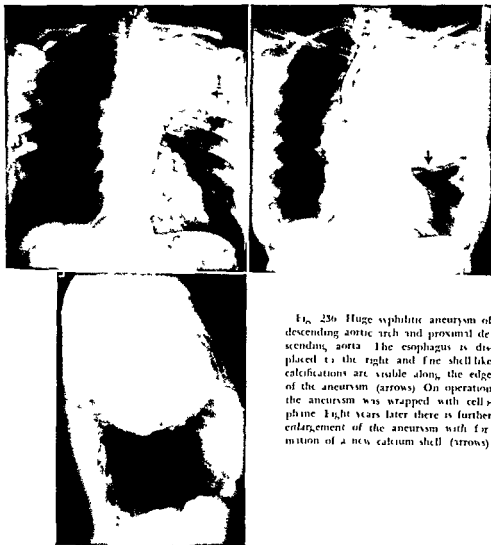 Fig 236 Huge syphilitic aneurysm of
descending aortic arch and proximal de
scending aorta The esophagus is dis
placed to the right and fine shell like
calcifications are visible along the edge
of the aneurysm (arrows) On operation
the aneurysm was wrapped with cello
phane Eight years later there is further
enlargement of the aneurysm with for
mation of a new calcium shell (arrows)